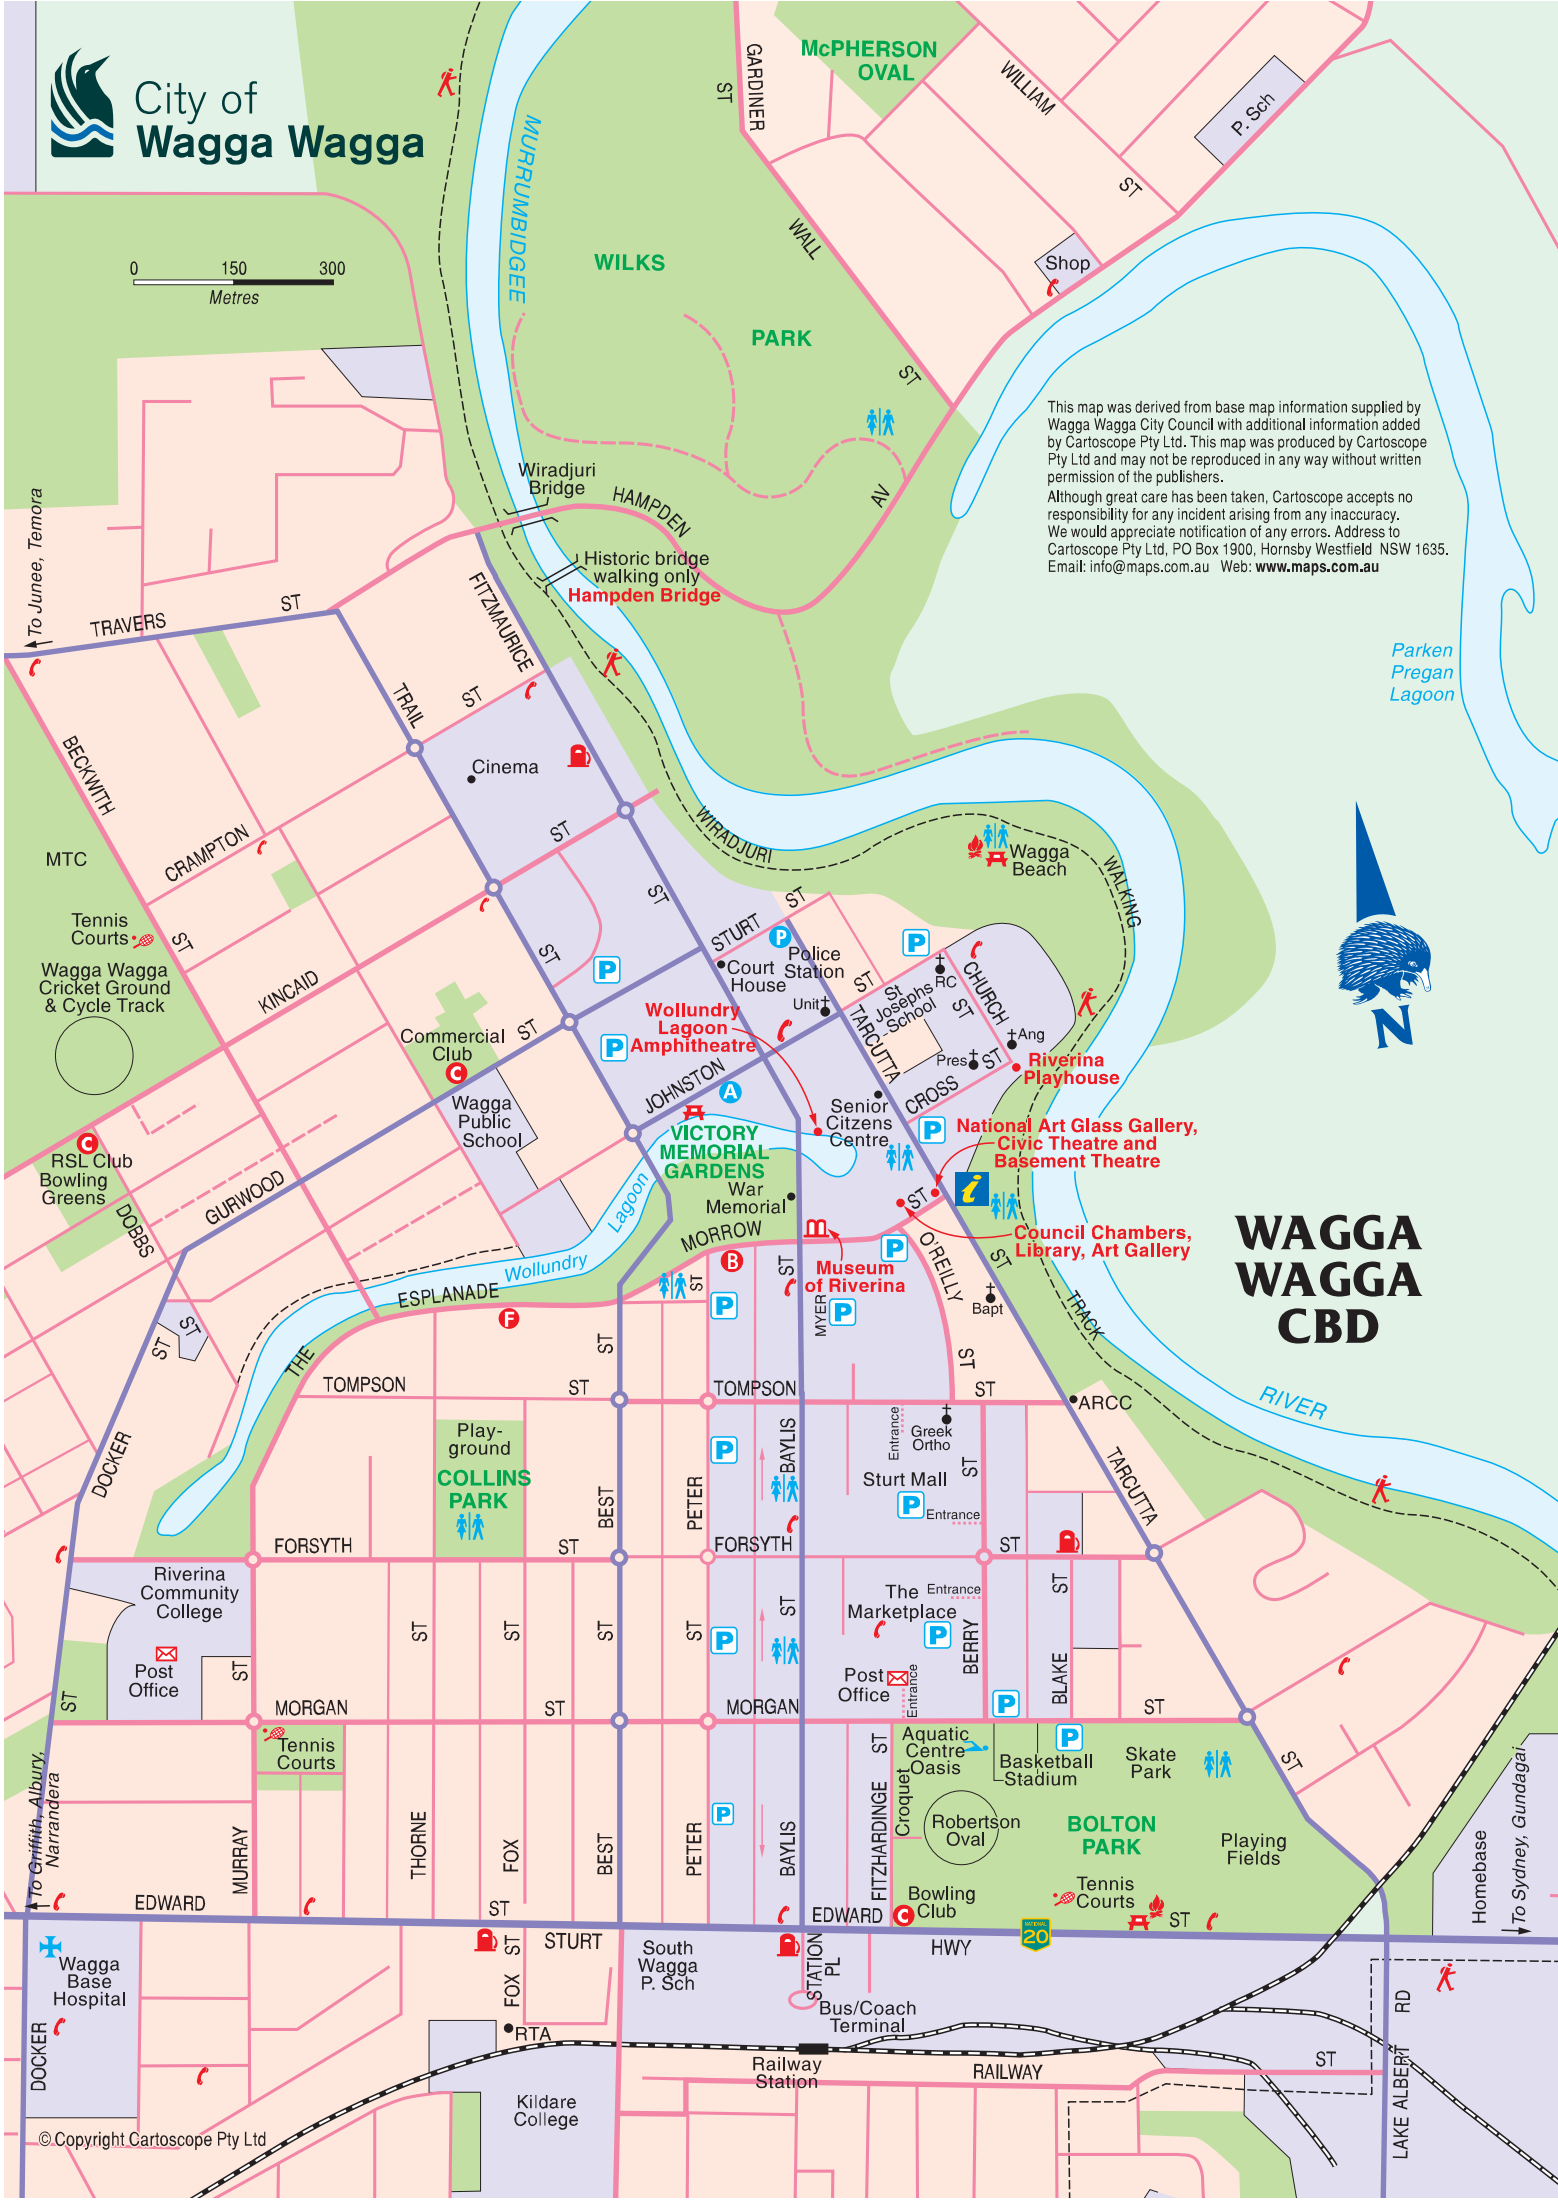 City of
Wagga Wagga
0 150 300
Metres
McPHERSON
OVAL
GARDINER
ST
WILLIAM
ST
P. Sch
MURRUMBIDGEE
WILKS
PARK
WALL
ST
Shop
This map was derived from base map information supplied by
Wagga Wagga City Council with additional information added
by Cartoscope Pty Ltd. This map was produced by Cartoscope
Pty Ltd and may not be reproduced in any way without written
permission of the publishers.
Although great care has been taken, Cartoscope accepts no
responsibility for any incident arising from any inaccuracy.
We would appreciate notification of any errors. Address to
Cartoscope Pty Ltd, PO Box 1900, Hornsby Westfield NSW 1635.
Email: info@maps.com.au Web: www.maps.com.au
Wiradjuri
Bridge
HAMPDEN
AV
Historic bridge
walking only
Hampden Bridge
To Junee, Temora
TRAVERS
ST
FITZMAURICE
ST
Parken
Pregan
Lagoon
TRAIL
ST
ST
BECKWITH
ST
Cinema
CRAMPTON
ST
MTC
Tennis
Courts
Wagga Wagga
Cricket Ground
& Cycle Track
KINCAID
WIRADJURI
WALKING
TRACK
Wagga
Beach
N
STURT
ST
P
Police
Station
Court
House
Unit
P
P
P
ST
St
Josephs
School
RC
CHURCH
ST
Ang
Pres
TARCUTTA
CROSS
ST
Riverina
Playhouse
Wollundry
Lagoon
Amphitheatre
Commercial
Club
C
ST
Wagga
Public
School
JOHNSTON
A
VICTORY
MEMORIAL
GARDENS
Senior
Citzens
Centre
P
National Art Glass Gallery,
Civic Theatre and
Basement Theatre
i
C
RSL Club
Bowling
Greens
DOBBS
ST
GURWOOD
War
Memorial
MORROW
ST
Council Chambers,
Library, Art Gallery
WAGGA
WAGGA
CBD
Wollundry
Lagoon
B
Museum
of Riverina
P
O'REILLY
ST
ST
Bapt
THE
ESPLANADE
F
ST
P
ST
MYER
P
RIVER
ST
DOCKER
ST
TOMPSON
ST
TOMPSON
ST
ARCC
Play-
ground
COLLINS
PARK
BEST
PETER
P
BAYLIS
Entrance
Greek
Ortho
Sturt Mall
P
Entrance
ST
TARCUTTA
ST
FORSYTH
ST
FORSYTH
ST
Riverina
Community
College
Post
Office
ST
ST
ST
ST
ST
P
ST
The
Marketplace
Entrance
P
Post
Office
Entrance
BERRY
BLAKE
ST
P
MORGAN
ST
MORGAN
ST
Tennis
Courts
Aquatic
Centre
Oasis
Basketball
Stadium
P
Skate
Park
Croquet
Robertson
Oval
BOLTON
PARK
Playing
Fields
Tennis
Courts
C
Bowling
Club
FITZHARDINGE
ST
To Griffith, Albury,
Narrandera
MURRAY
THORNE
FOX
BEST
PETER
P
BAYLIS
Homebase
To Sydney, Gundagai
EDWARD
ST
EDWARD
ST
STURT
HWY
NATIONAL
20
Wagga
Base
Hospital
DOCKER
FOX
ST
RTA
South
Wagga
P. Sch
STATION
PL
Bus/Coach
Terminal
Railway
Station
RAILWAY
ST
LAKE ALBERT
RD
Kildare
College
© Copyright Cartoscope Pty Ltd